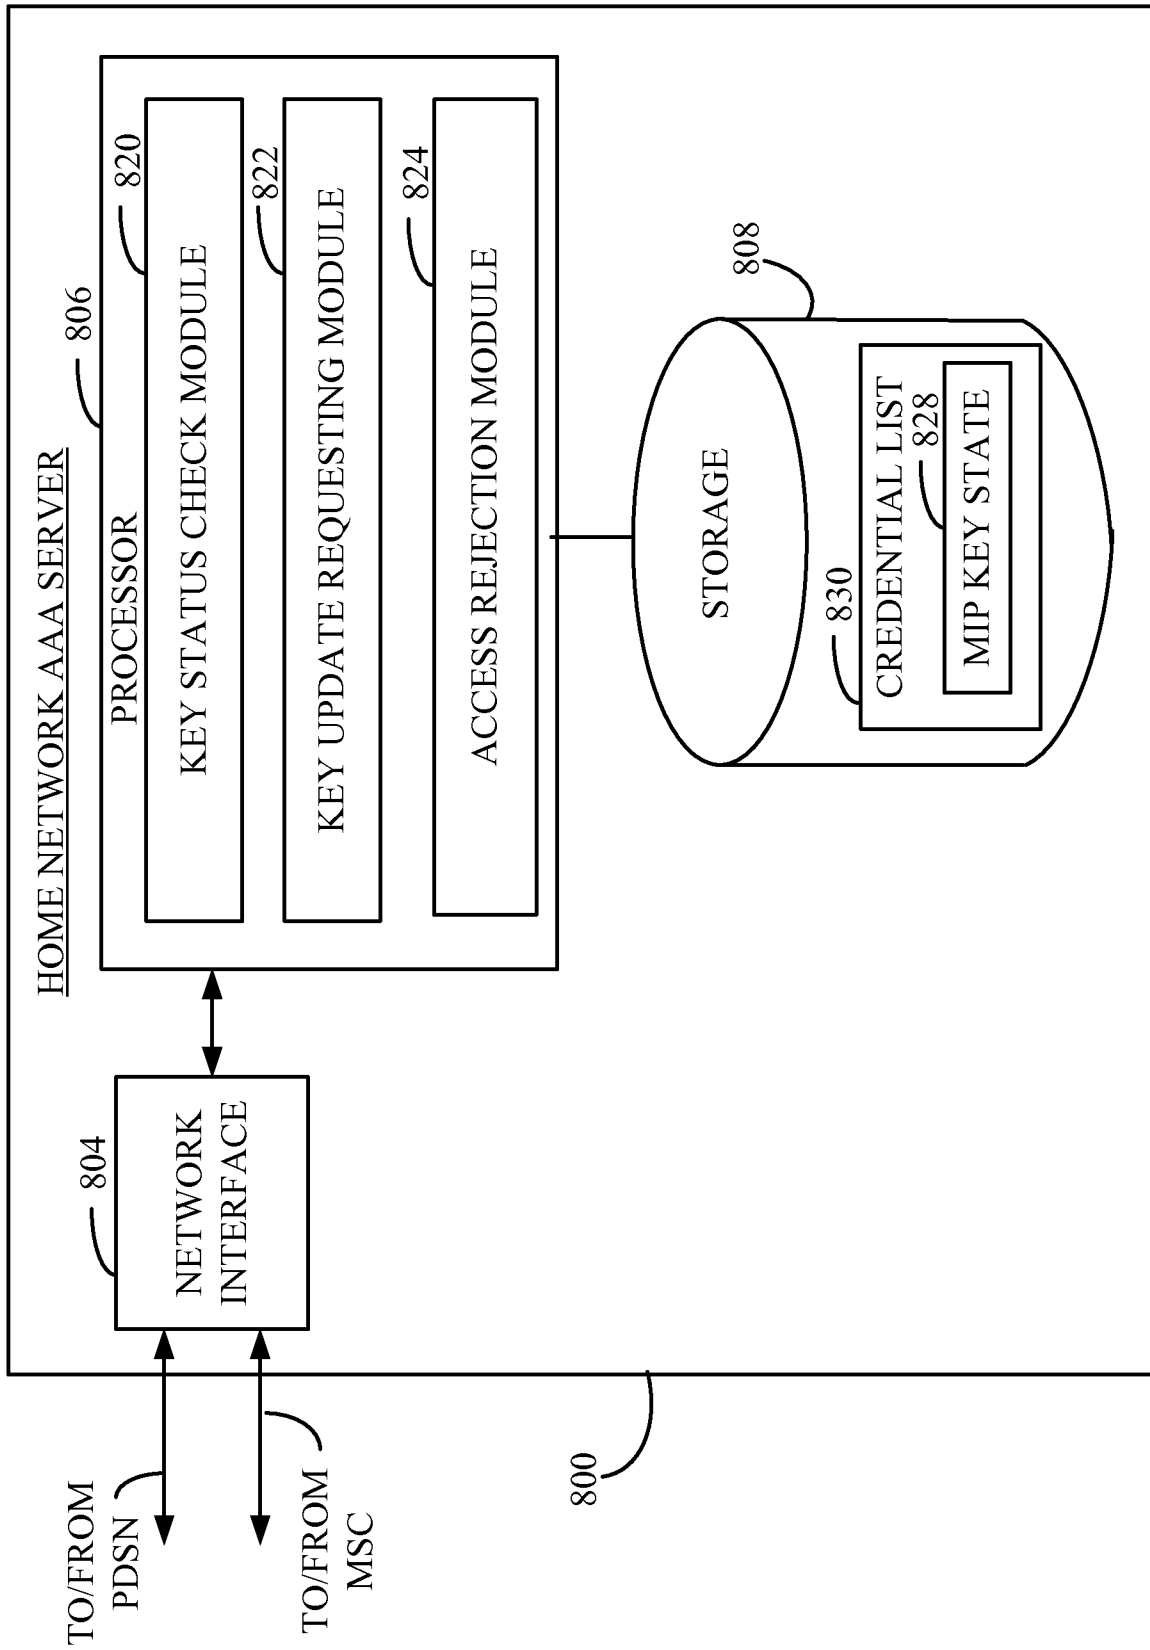 HOME NETWORK AAA SERVER
TO/FROM
PDSN
TO/FROM
MSC
804
NETWORK
INTERFACE
806
PROCESSOR
820
KEY STATUS CHECK MODULE
822
KEY UPDATE REQUESTING MODULE
824
ACCESS REJECTION MODULE
STORAGE
808
830
CREDENTIAL LIST
828
MIP KEY STATE
800